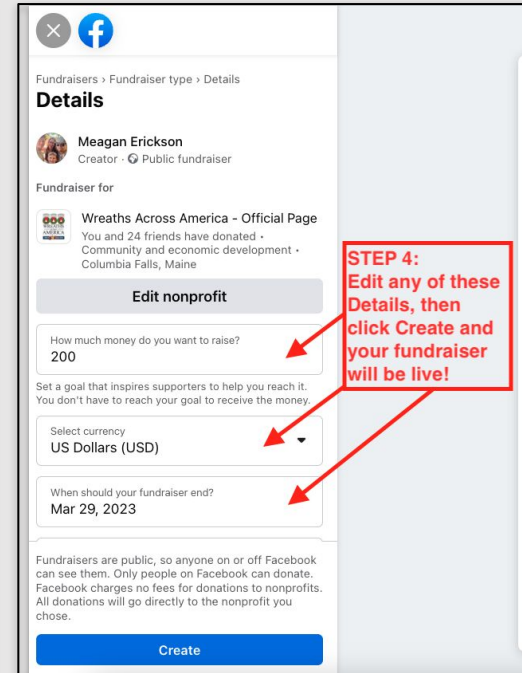 Fundraisers › Fundraiser type › Details
Details
Meagan Erickson
Creator · Public fundraiser
Fundraiser for
WREATHS
AMERICA
Wreaths Across America - Official Page
You and 24 friends have donated •
Community and economic development •
Columbia Falls, Maine
Edit nonprofit
How much money do you want to raise?
200
Set a goal that inspires supporters to help you reach it.
You don't have to reach your goal to receive the money.
Select currency
US Dollars (USD)
When should your fundraiser end?
Mar 29, 2023
Fundraisers are public, so anyone on or off Facebook
can see them. Only people on Facebook can donate.
Facebook charges no fees for donations to nonprofits.
All donations will go directly to the nonprofit you
chose.
Create
STEP 4:
Edit any of these
Details, then
click Create and
your fundraiser
will be live!